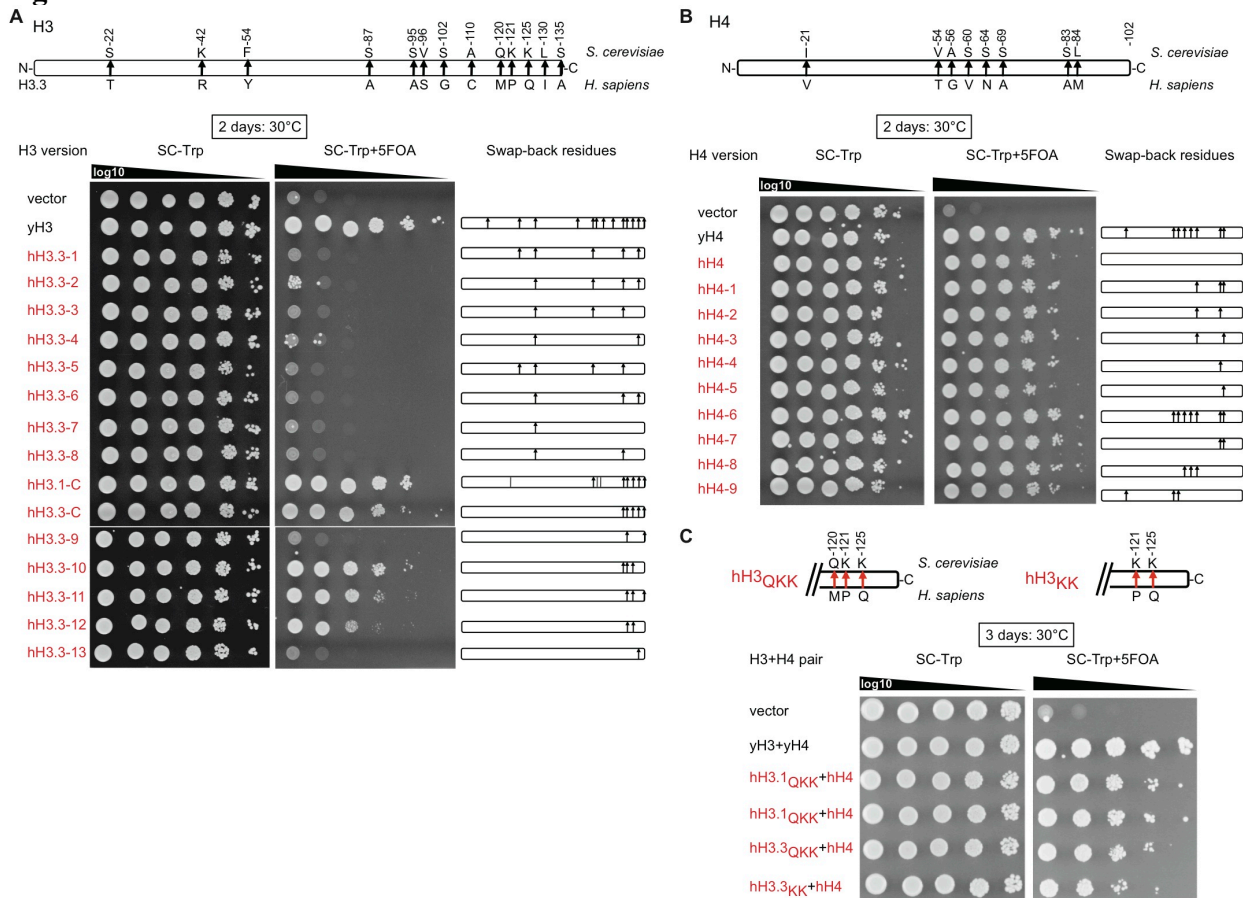 A
H3
S-22
K-42
F-54
S-87
S-95
V-96
S-102
A-110
Q-120
K-121
K-125
L-130
S-135
S. cerevisiae
N-
-C
H3.3
T
R
Y
A
A
S
G
C
M
P
Q
I
A
H. sapiens
2 days: 30°C
H3 version
SC-Trp
SC-Trp+5FOA
Swap-back residues
log10
vector
yH3
hH3.3-1
hH3.3-2
hH3.3-3
hH3.3-4
hH3.3-5
hH3.3-6
hH3.3-7
hH3.3-8
hH3.1-C
hH3.3-C
hH3.3-9
hH3.3-10
hH3.3-11
hH3.3-12
hH3.3-13
B
H4
I-21
V-54
A-56
S-60
S-64
S-69
S-83
L-84
-102
S. cerevisiae
N-
-C
V
T
G
V
N
A
A
M
H. sapiens
2 days: 30°C
H4 version
SC-Trp
SC-Trp+5FOA
Swap-back residues
log10
vector
yH4
hH4
hH4-1
hH4-2
hH4-3
hH4-4
hH4-5
hH4-6
hH4-7
hH4-8
hH4-9
C
hH3QKK
Q-120
K-121
K-125
S. cerevisiae
-C
M
P
Q
H. sapiens
hH3KK
K-121
K-125
-C
P
Q
3 days: 30°C
H3+H4 pair
SC-Trp
SC-Trp+5FOA
log10
vector
yH3+yH4
hH3.1QKK+hH4
hH3.1QKK+hH4
hH3.3QKK+hH4
hH3.3KK+hH4